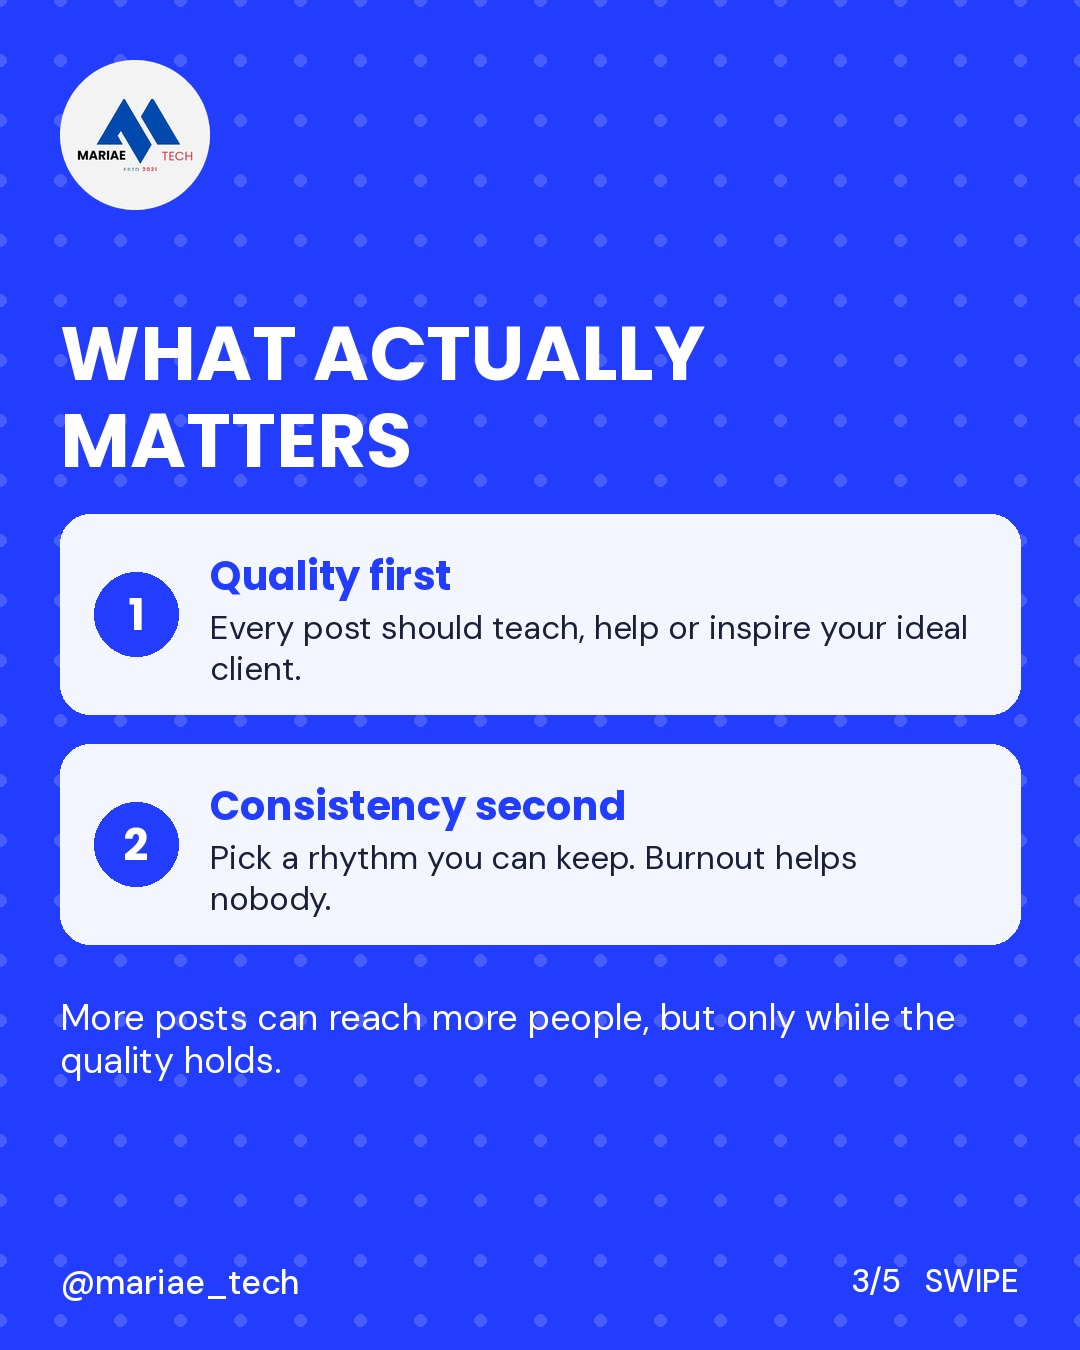 MARIAE TECH
ESTD 2021
WHAT ACTUALLY
MATTERS
1
Quality first
Every post should teach, help or inspire your ideal
client.
2
Consistency second
Pick a rhythm you can keep. Burnout helps
nobody.
More posts can reach more people, but only while the
quality holds.
@mariae_tech
3/5 SWIPE